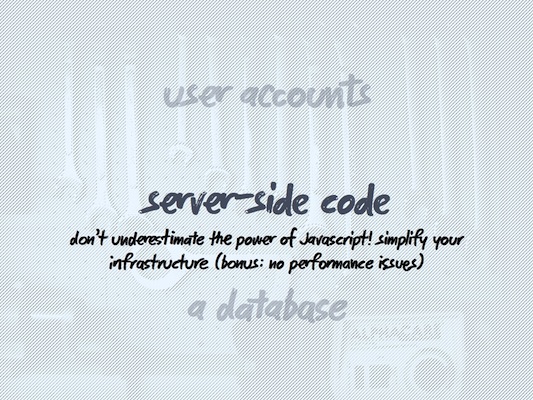 user accounts
server-side code
don't underestimate the power of Javascript! simplify your
infrastructure (bonus: no performance issues)
a database
ALPHACARE